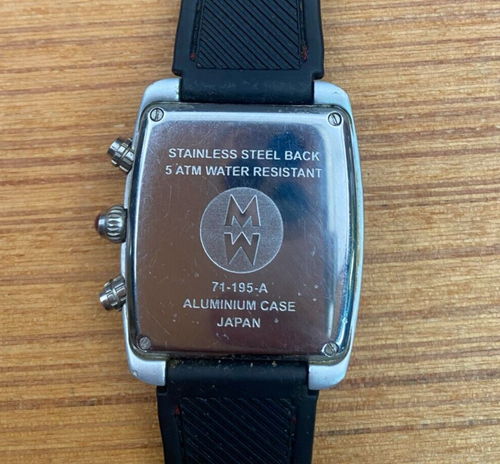 STAINLESS STEEL BACK
5 ATM WATER RESISTANT
MW
71-195-A
ALUMINIUM CASE
JAPAN